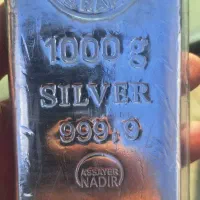 1000 g
SILVER
999.9
ASSAYER
NADIR